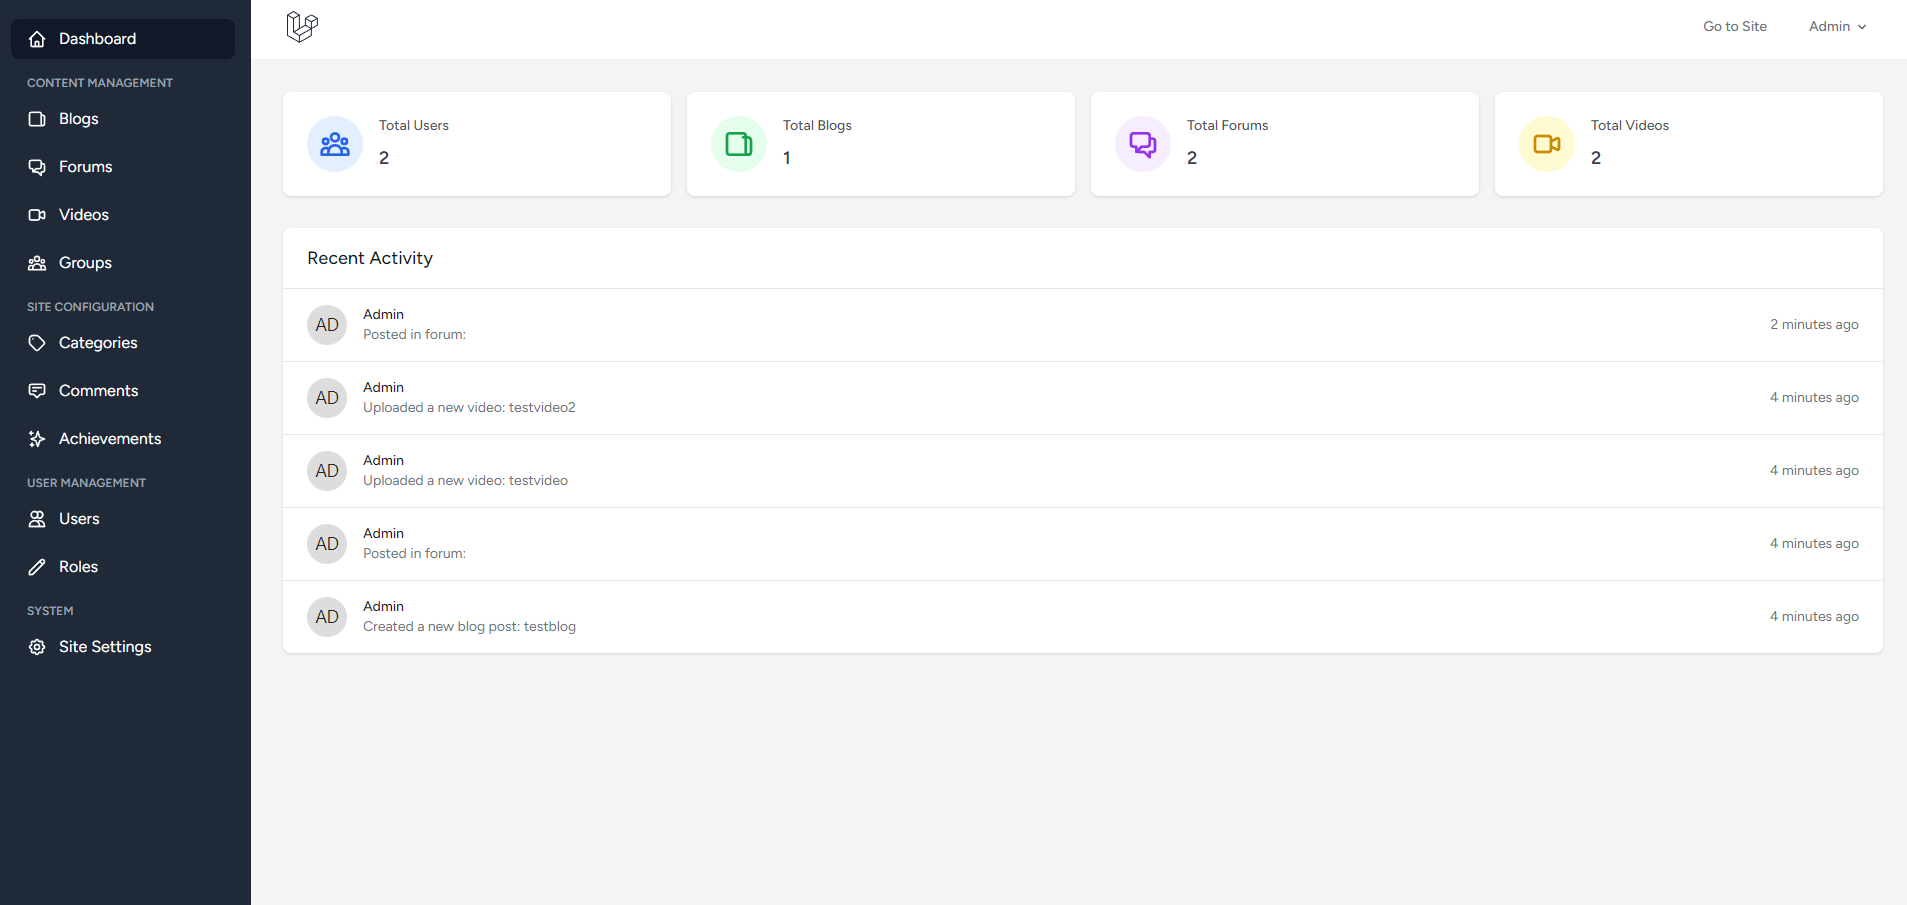 Dashboard
CONTENT MANAGEMENT
Blogs
Forums
Videos
Groups
SITE CONFIGURATION
Categories
Comments
Achievements
USER MANAGEMENT
Users
Roles
SYSTEM
Site Settings
Go to Site
Admin
Total Users
2
Total Blogs
1
Total Forums
2
Total Videos
2
Recent Activity
AD
Admin
Posted in forum:
2 minutes ago
AD
Admin
Uploaded a new video: testvideo2
4 minutes ago
AD
Admin
Uploaded a new video: testvideo
4 minutes ago
AD
Admin
Posted in forum:
4 minutes ago
AD
Admin
Created a new blog post: testblog
4 minutes ago